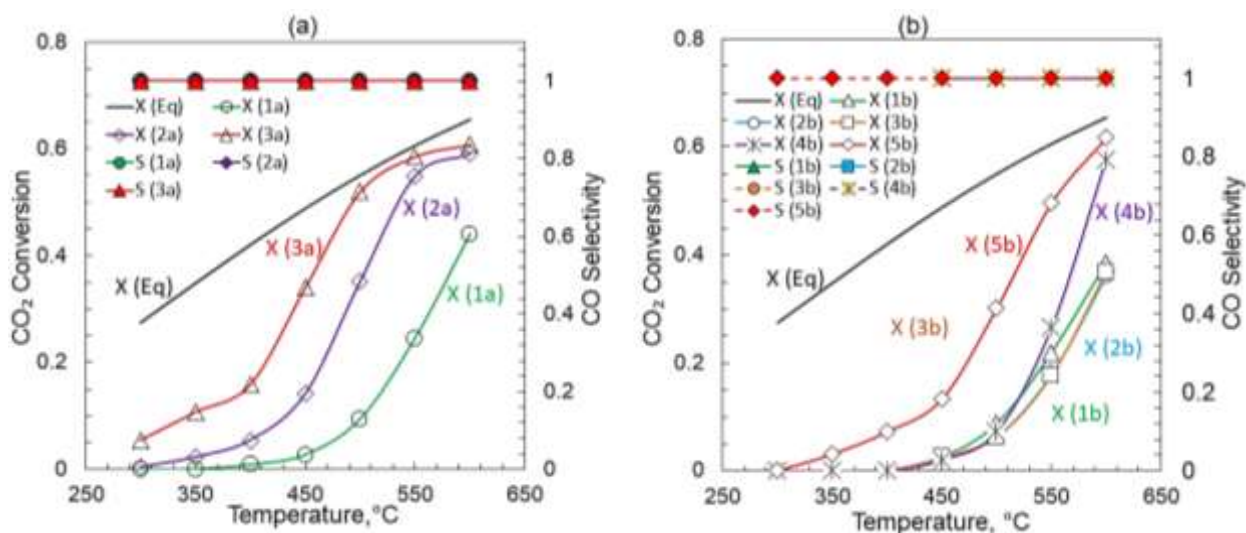 (a)
0.8
0.6
0.4
0.2
0
CO₂ Conversion
1
0.8
0.6
0.4
0.2
0
CO Selectivity
X (Eq) X (1a)
X (2a) X (3a)
S (1a) S (2a)
S (3a)
X (Eq)
X (3a)
X (2a)
X (1a)
250 350 450 550 650
Temperature,°C
(b)
0.8
0.6
0.4
0.2
0
CO₂ Conversion
1
0.8
0.6
0.4
0.2
0
CO Selectivity
X (Eq) X (1b)
X (2b) X (3b)
X (4b) X (5b)
S (1b) S (2b)
S (3b) S (4b)
S (5b)
X (Eq)
X (5b)
X (4b)
X (3b)
X (2b)
X (1b)
250 350 450 550 650
Temperature,°C